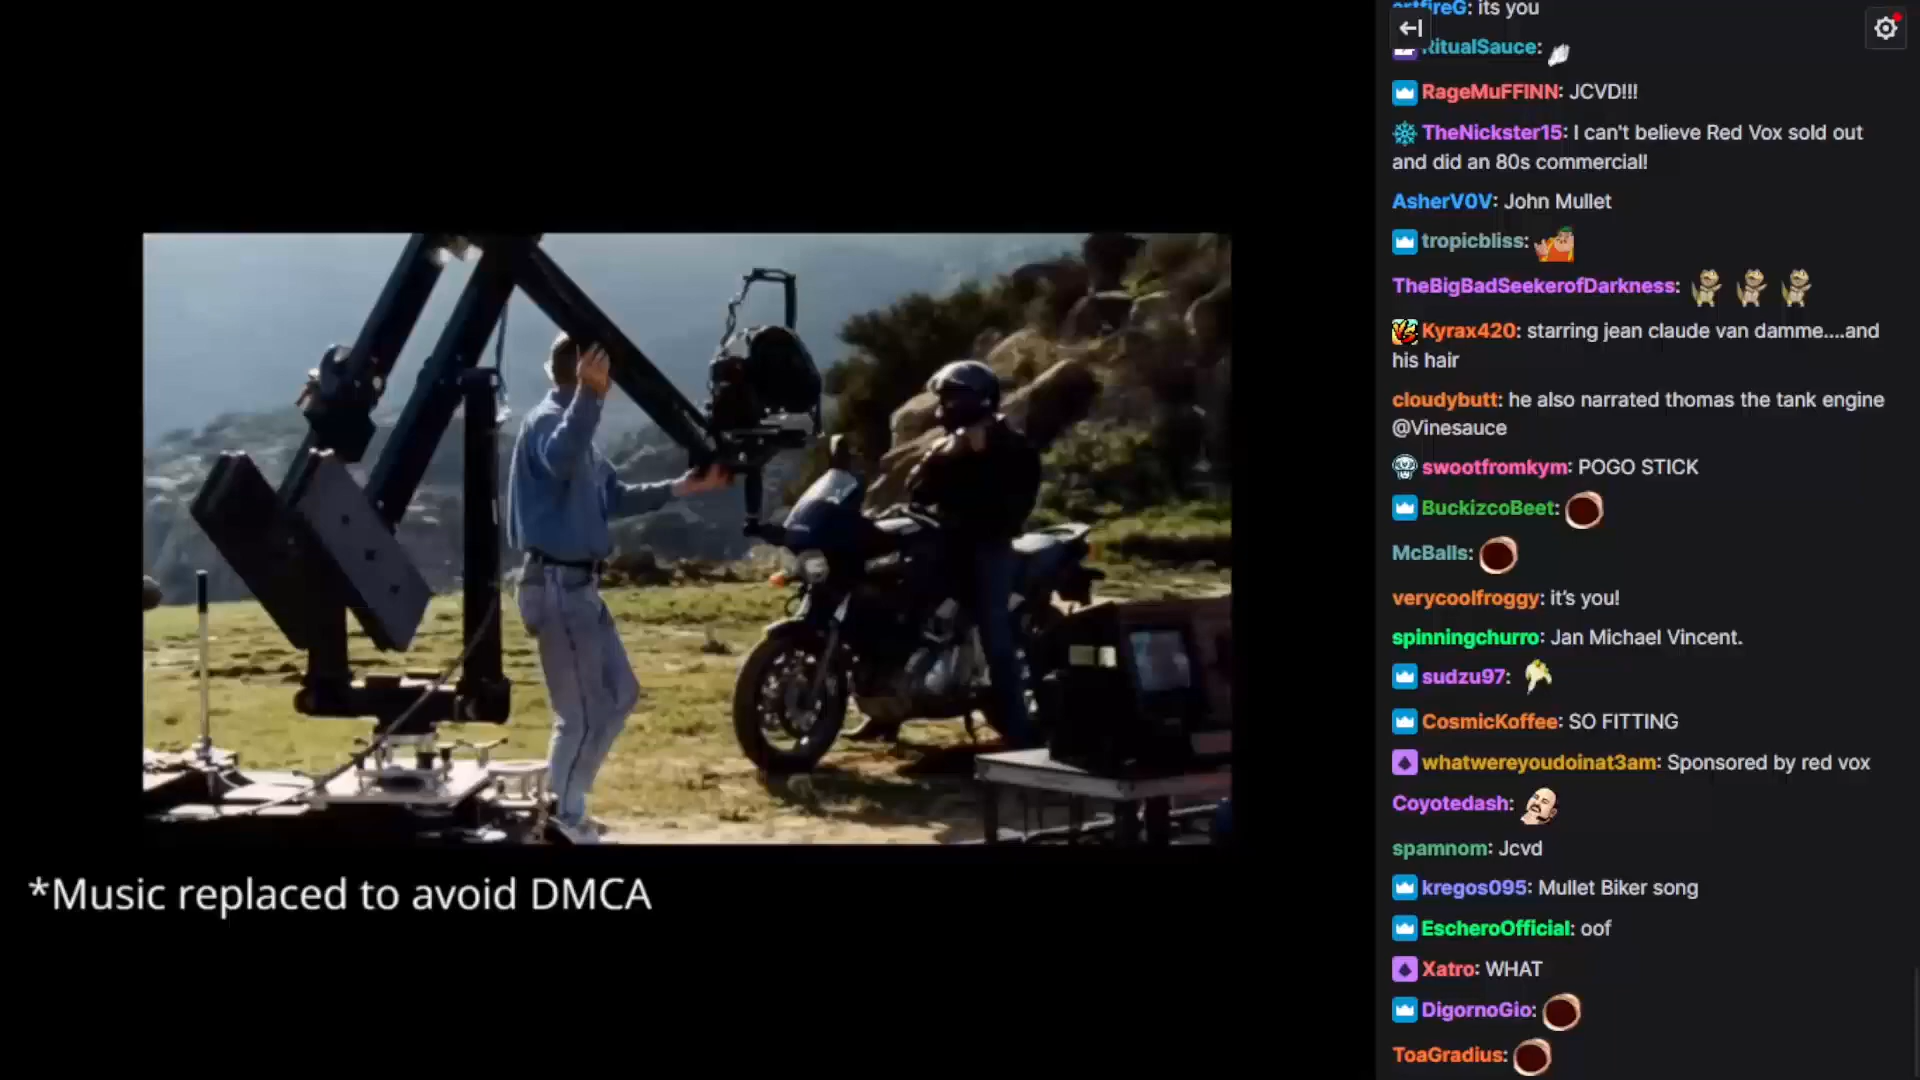 *Music replaced to avoid DMCA
artfireG: its you
RitualSauce:
RageMuFFINN: JCVD!!!
TheNickster15: I can't believe Red Vox sold out
and did an 80s commercial!
AsherV0V: John Mullet
tropicbliss:
TheBigBadSeekerofDarkness:
Kyrax420: starring jean claude van damme....and
his hair
cloudybutt: he also narrated thomas the tank engine
@Vinesauce
swootfromkym: POGO STICK
BuckizcoBeet:
McBalls:
verycoolfroggy: it’s you!
spinningchurro: Jan Michael Vincent.
sudzu97:
CosmicKoffee: SO FITTING
whatwereyoudoinat3am: Sponsored by red vox
Coyotedash:
spamnom: Jcvd
kregos095: Mullet Biker song
EscheroOfficial: oof
Xatro: WHAT
DigornoGio:
ToaGradius: